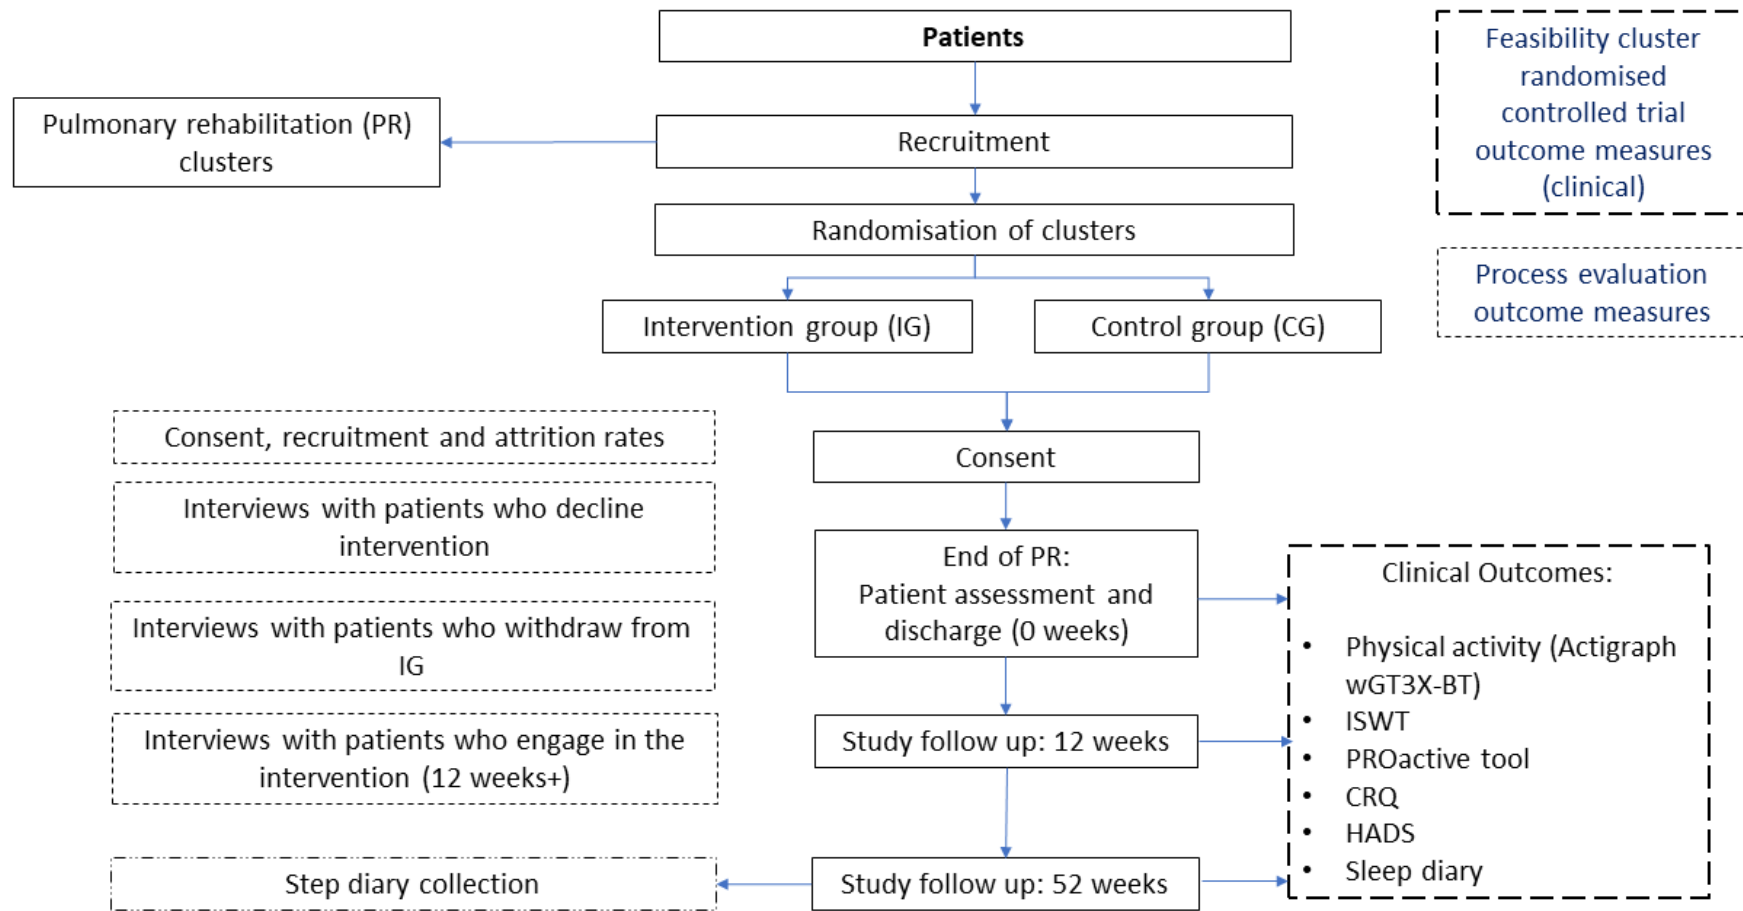 Patients
Feasibility cluster
randomised
controlled trial
outcome measures
(clinical)
Pulmonary rehabilitation (PR)
clusters
Recruitment
Randomisation of clusters
Process evaluation
outcome measures
Intervention group (IG)
Control group (CG)
Consent, recruitment and attrition rates
Consent
Interviews with patients who decline
intervention
End of PR:
Patient assessment and
discharge (0 weeks)
Interviews with patients who withdraw from
IG
Interviews with patients who engage in the
intervention (12 weeks+)
Study follow up: 12 weeks
Step diary collection
Study follow up: 52 weeks
Clinical Outcomes:
• Physical activity (Actigraph
wGT3X-BT)
• ISWT
• PROactive tool
• CRQ
• HADS
• Sleep diary